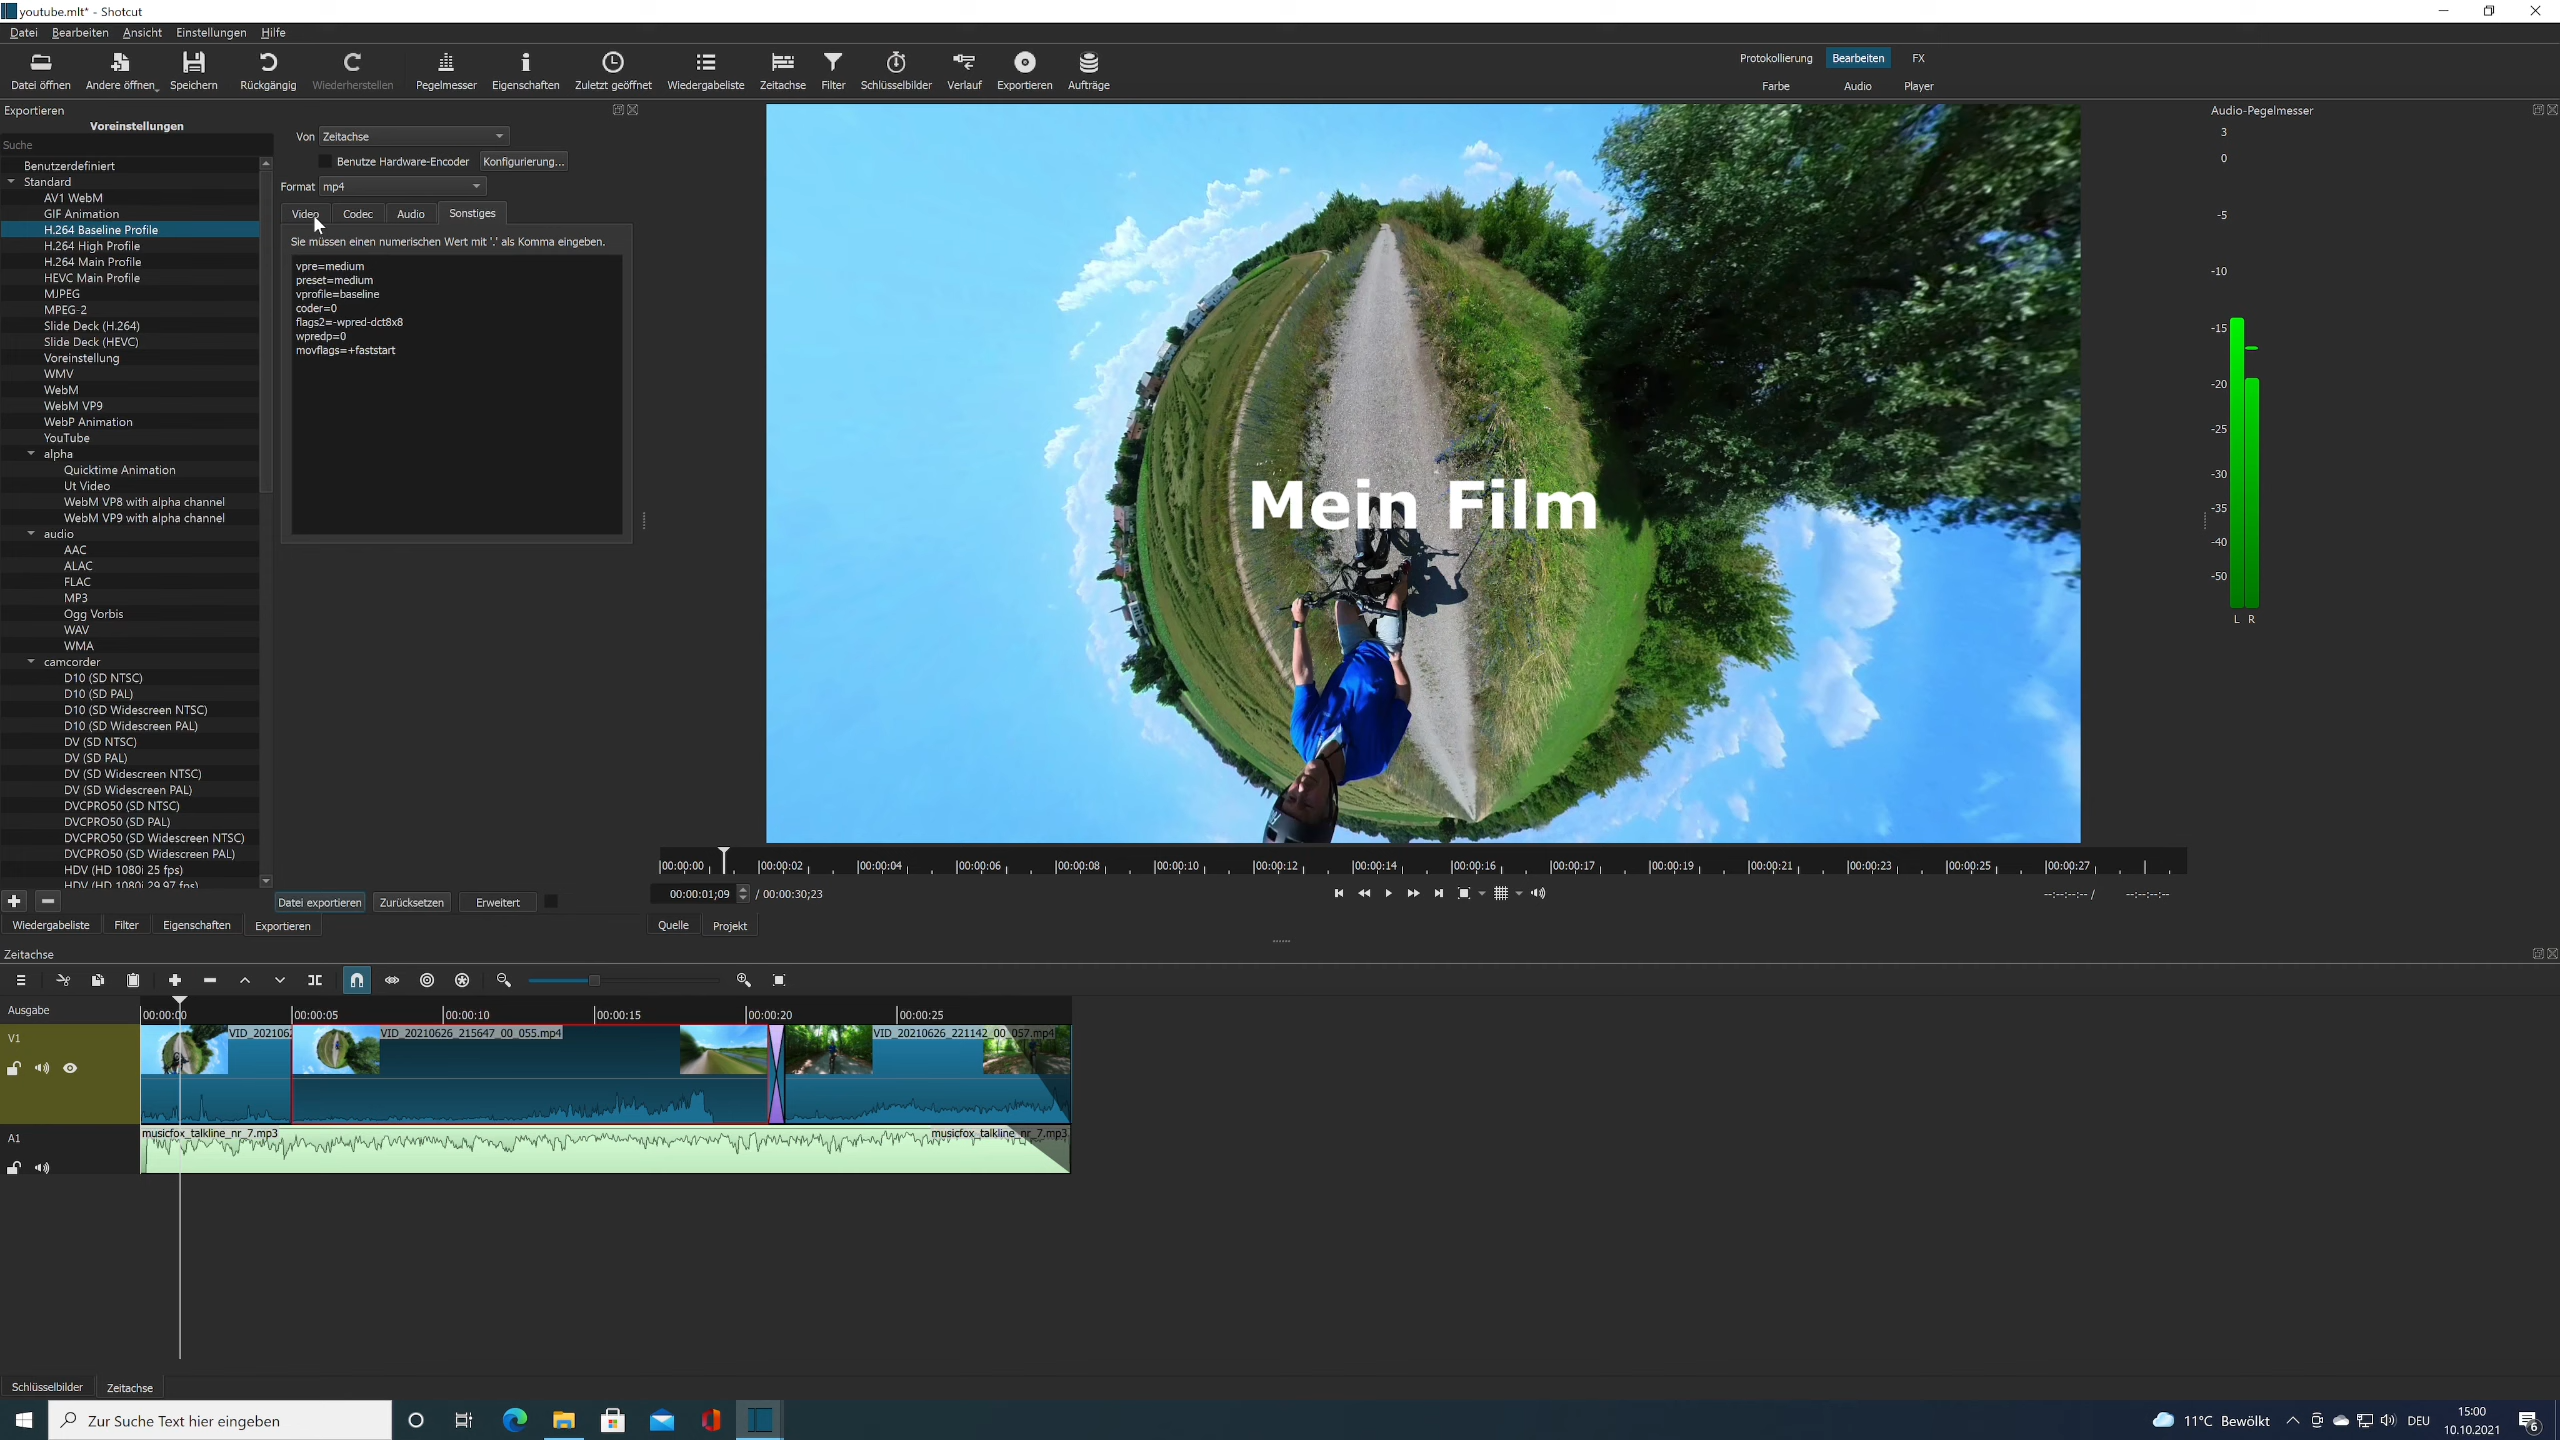 youtube.mlt* - Shotcut
Datei Bearbeiten Ansicht Einstellungen Hilfe
Datei öffnen Andere öffnen Speichern Rückgängig Wiederherstellen Pegelmesser Eigenschaften Zuletzt geöffnet Wiedergabeliste Zeitachse Filter Schlüsselbilder Verlauf Exportieren Aufträge
Protokollierung Bearbeiten FX
Farbe Audio Player
Exportieren
Voreinstellungen
Suche
Benutzerdefiniert
Standard
AV1 WebM
GIF Animation
H.264 Baseline Profile
H.264 High Profile
H.264 Main Profile
HEVC Main Profile
MJPEG
MPEG-2
Slide Deck (H.264)
Slide Deck (HEVC)
Voreinstellung
WMV
WebM
WebM VP9
WebP Animation
YouTube
alpha
Quicktime Animation
Ut Video
WebM VP8 with alpha channel
WebM VP9 with alpha channel
audio
AAC
ALAC
FLAC
MP3
Ogg Vorbis
WAV
WMA
camcorder
D10 (SD NTSC)
D10 (SD PAL)
D10 (SD Widescreen NTSC)
D10 (SD Widescreen PAL)
DV (SD NTSC)
DV (SD PAL)
DV (SD Widescreen NTSC)
DV (SD Widescreen PAL)
DVCPRO50 (SD NTSC)
DVCPRO50 (SD PAL)
DVCPRO50 (SD Widescreen NTSC)
DVCPRO50 (SD Widescreen PAL)
HDV (HD 1080i 25 fps)
HDV (HD 1080i 29.97 fps)
Von Zeitachse
Benutze Hardware-Encoder Konfigurierung...
Format mp4
Video Codec Audio Sonstiges
Sie müssen einen numerischen Wert mit '.' als Komma eingeben.
vpre=medium
preset=medium
vprofile=baseline
coder=0
flags2=-wpred-dct8x8
wpredp=0
movflags=+faststart
Datei exportieren Zurücksetzen Erweitert
Wiedergabeliste Filter Eigenschaften Exportieren
Mein Film
00:00:00 00:00:02 00:00:04 00:00:06 00:00:08 00:00:10 00:00:12 00:00:14 00:00:16 00:00:17 00:00:19 00:00:21 00:00:23 00:00:25 00:00:27
00:00:01;09 / 00:00:30;23
--:--:--:-- / --:--:--:--
Quelle Projekt
Audio-Pegelmesser
3
0
-5
-10
-15
-20
-25
-30
-35
-40
-50
L R
Zeitachse
Ausgabe
00:00:00 00:00:05 00:00:10 00:00:15 00:00:20 00:00:25
V1
VID_202106 VID_20210626_215647_00_055.mp4 VID_20210626_221142_00_057.mp4
A1
musicfox_talkline_nr_7.mp3 musicfox_talkline_nr_7.mp3
Schlüsselbilder Zeitachse
Zur Suche Text hier eingeben
11°C Bewölkt
DEU
15:00
10.10.2021
6